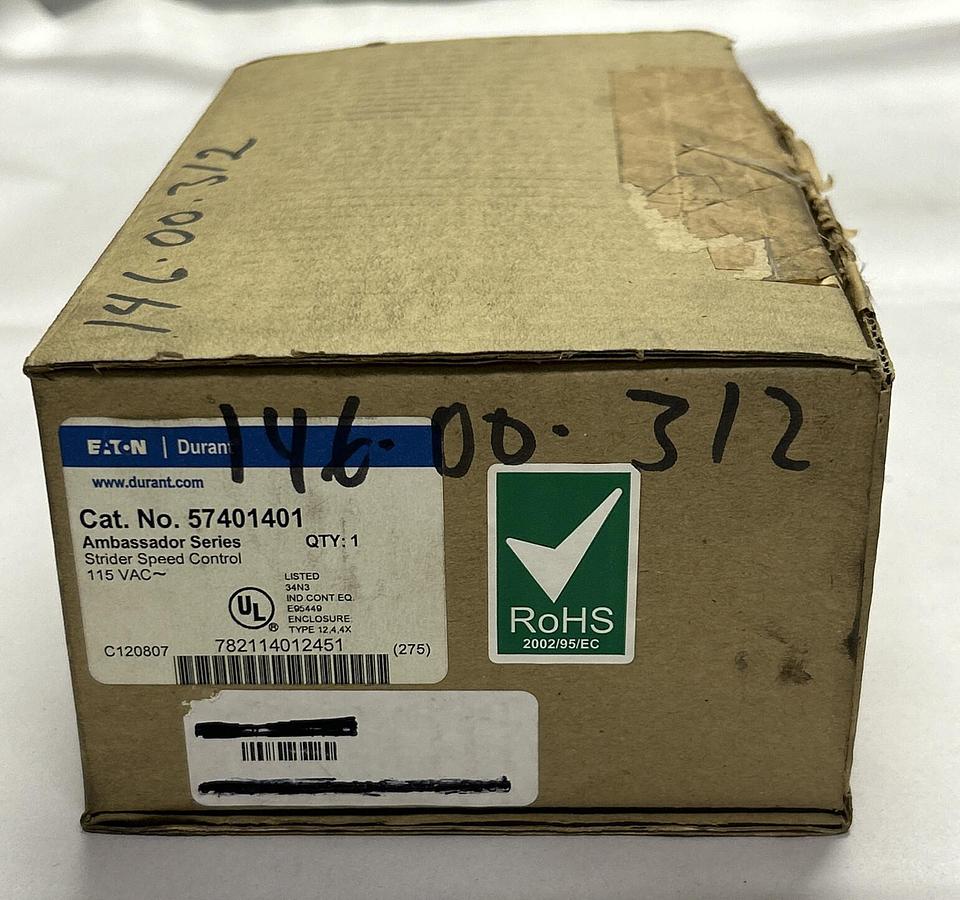 146.00.312
146.00.312
EATON | Durant
www.durant.com
Cat. No. 57401401
Ambassador Series QTY: 1
Strider Speed Control
115 VAC~
UL®
LISTED
34N3
IND.CONT.EQ.
E95449
ENCLOSURE:
TYPE 12,4,4X
782114012451
C120807
(275)
RoHS
2002/95/EC